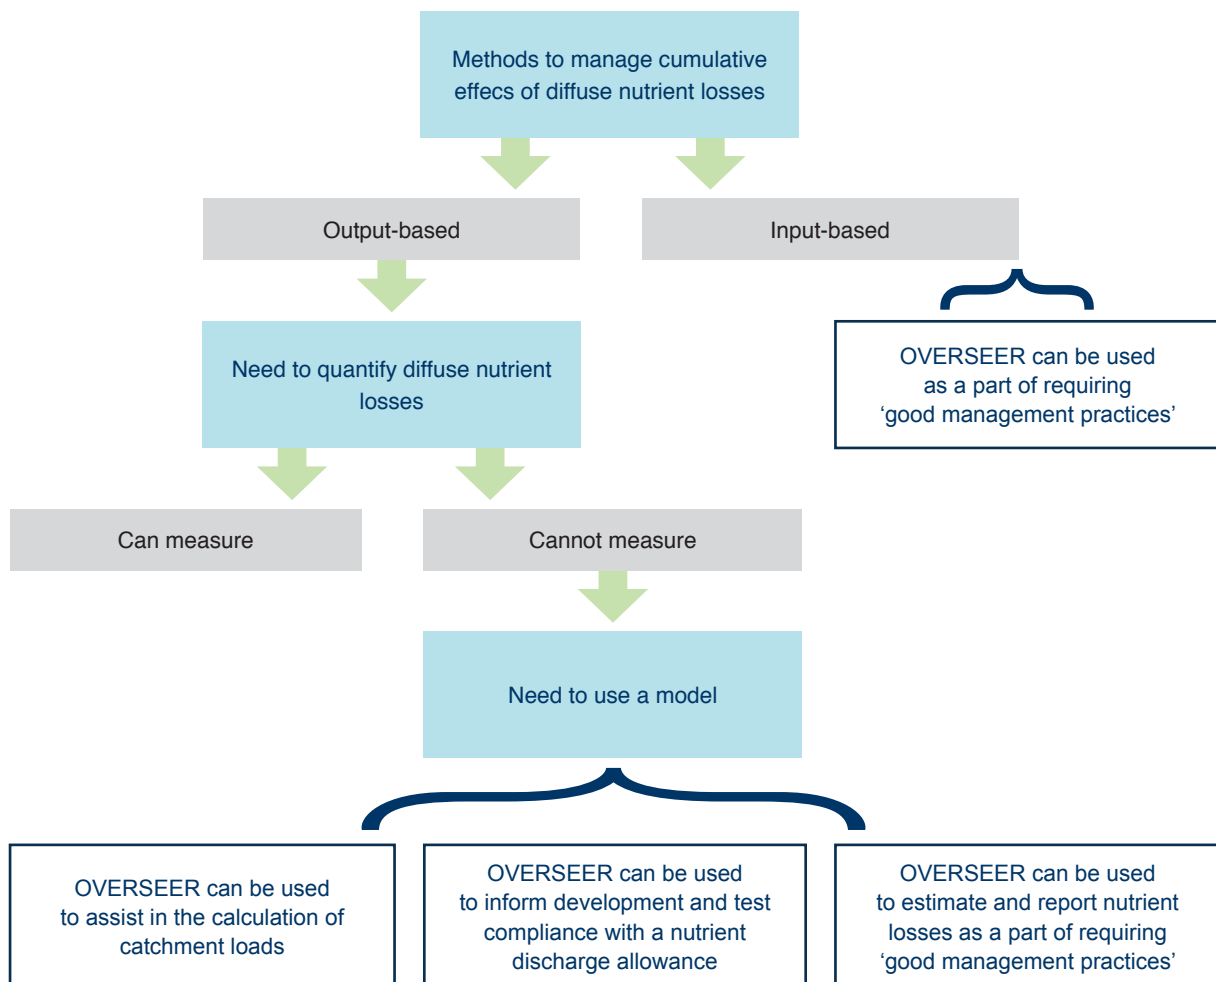 Methods to manage cumulative
effecs of diffuse nutrient losses
Output-based
Input-based
Need to quantify diffuse nutrient
losses
OVERSEER can be used
as a part of requiring
‘good management practices’
Can measure
Cannot measure
Need to use a model
OVERSEER can be used
to assist in the calculation of
catchment loads
OVERSEER can be used
to inform development and test
compliance with a nutrient
discharge allowance
OVERSEER can be used
to estimate and report nutrient
losses as a part of requiring
‘good management practices’